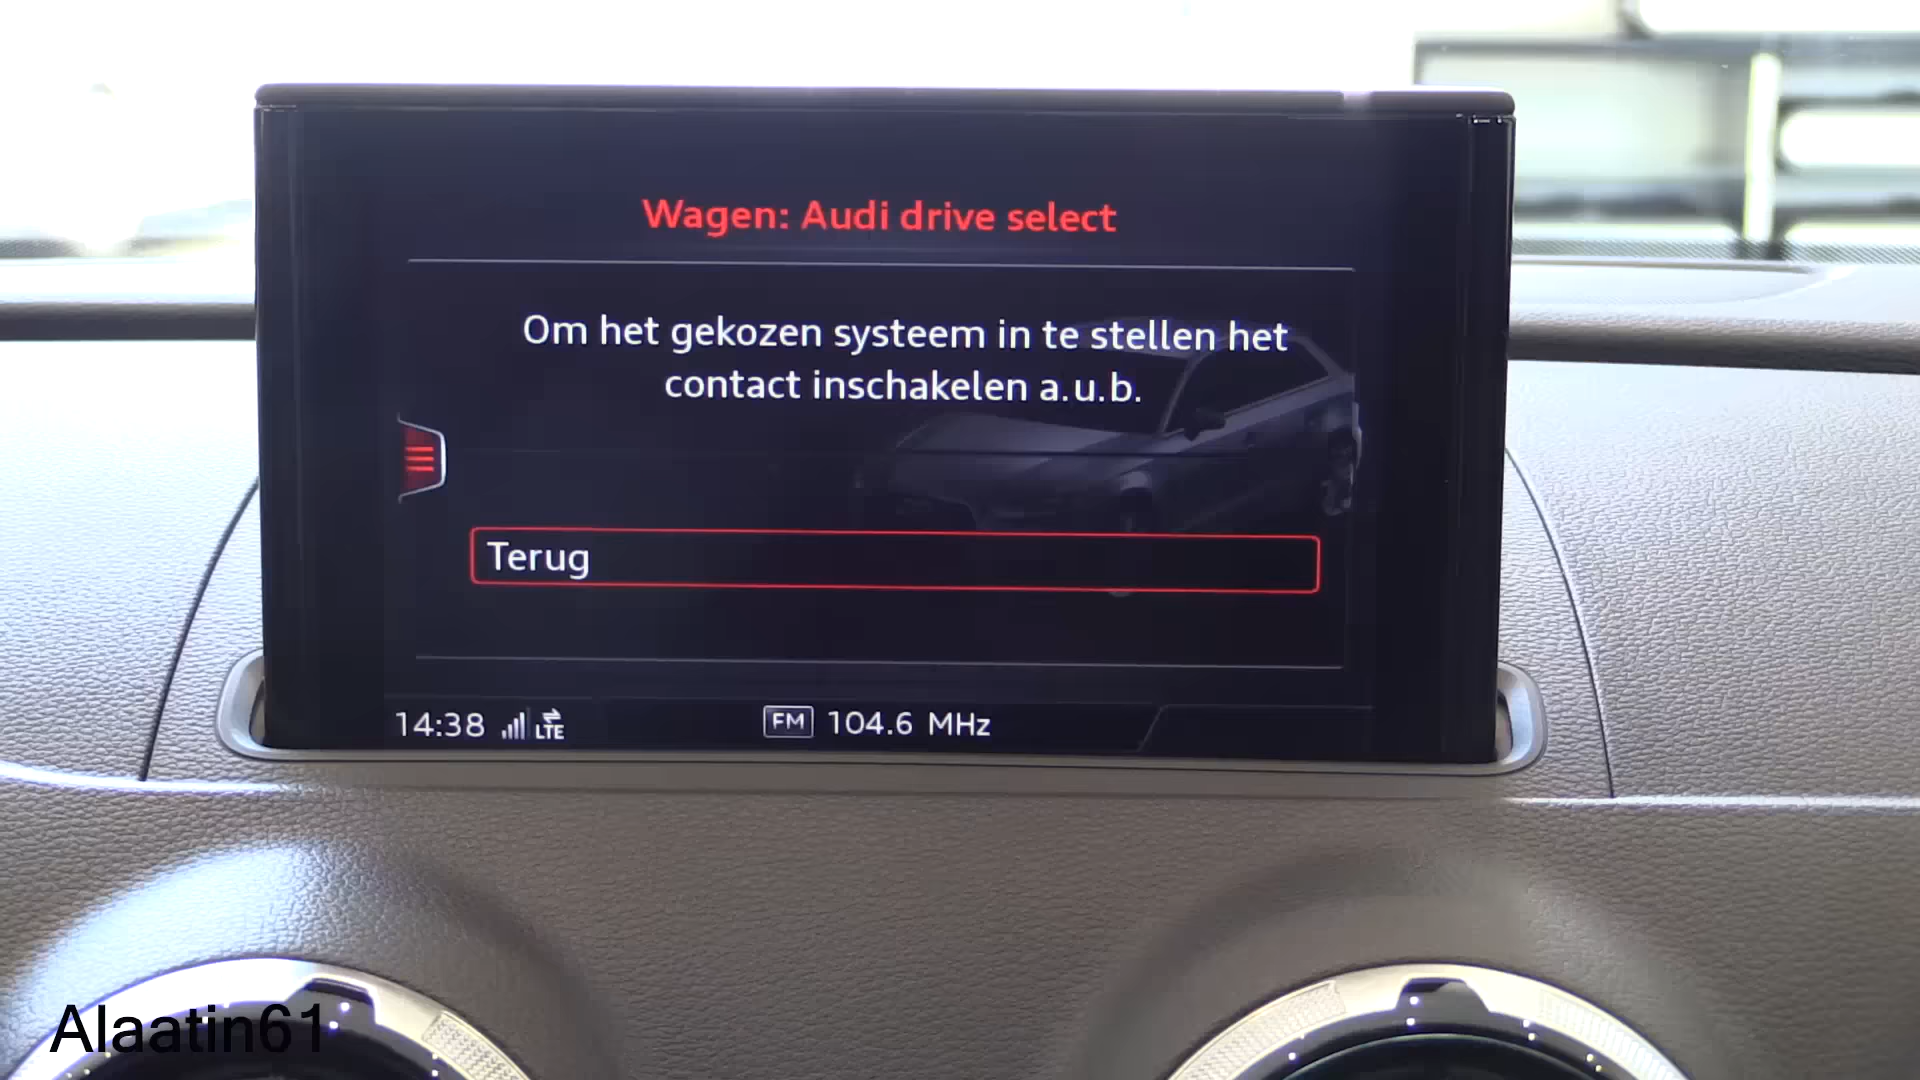 Wagen: Audi drive select
Om het gekozen systeem in te stellen het
contact inschakelen a.u.b.
Terug
14:38 LTE FM 104.6 MHz
Alaatin61